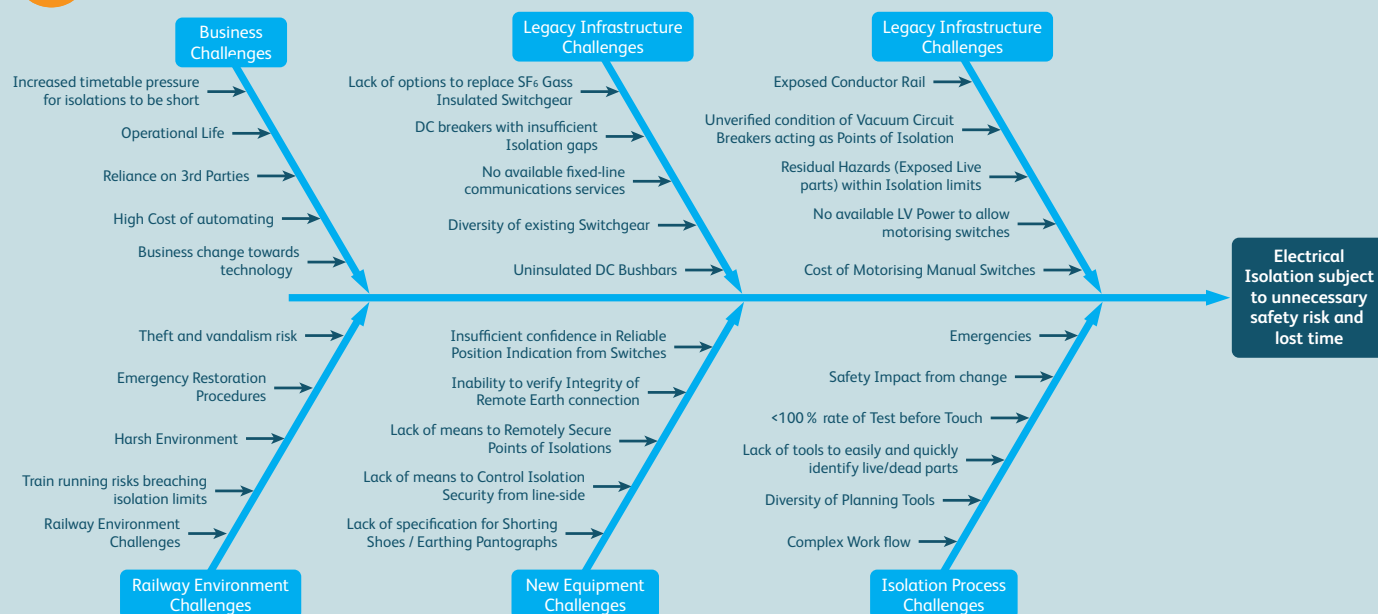 Business
Challenges
Increased timetable pressure
for isolations to be short
Operational Life
Reliance on 3rd Parties
High Cost of automating
Business change towards
technology
Legacy Infrastructure
Challenges
Lack of options to replace SF₆ Gass
Insulated Switchgear
DC breakers with insufficient
Isolation gaps
No available fixed-line
communications services
Diversity of existing Switchgear
Uninsulated DC Bushbars
Legacy Infrastructure
Challenges
Exposed Conductor Rail
Unverified condition of Vacuum Circuit
Breakers acting as Points of Isolation
Residual Hazards (Exposed Live
parts) within Isolation limits
No available LV Power to allow
motorising switches
Cost of Motorising Manual Switches
Electrical
Isolation subject
to unnecessary
safety risk and
lost time
Theft and vandalism risk
Emergency Restoration
Procedures
Harsh Environment
Train running risks breaching
isolation limits
Railway Environment
Challenges
Railway Environment
Challenges
Insufficient confidence in Reliable
Position Indication from Switches
Inability to verify Integrity of
Remote Earth connection
Lack of means to Remotely Secure
Points of Isolations
Lack of means to Control Isolation
Security from line-side
Lack of specification for Shorting
Shoes / Earthing Pantographs
New Equipment
Challenges
Emergencies
Safety Impact from change
<100 % rate of Test before Touch
Lack of tools to easily and quickly
identify live/dead parts
Diversity of Planning Tools
Complex Work flow
Isolation Process
Challenges